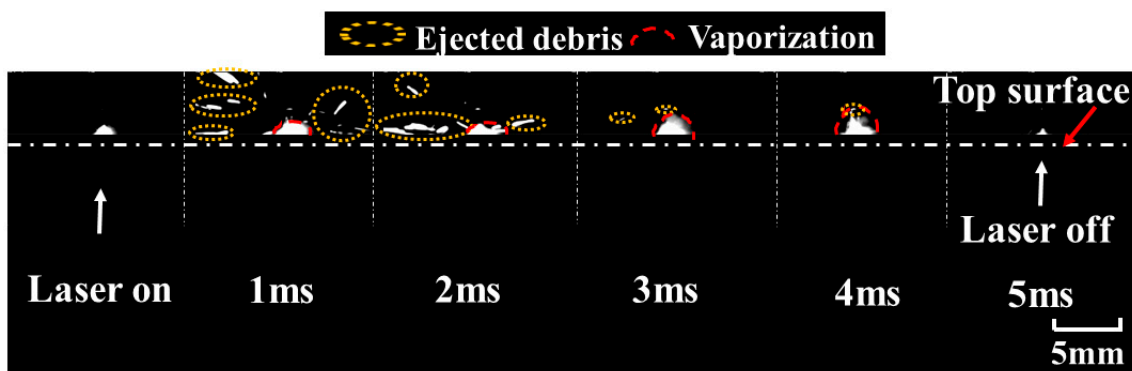 Ejected debris Vaporization
Top surface
Laser off
Laser on 1ms 2ms 3ms 4ms 5ms
5mm